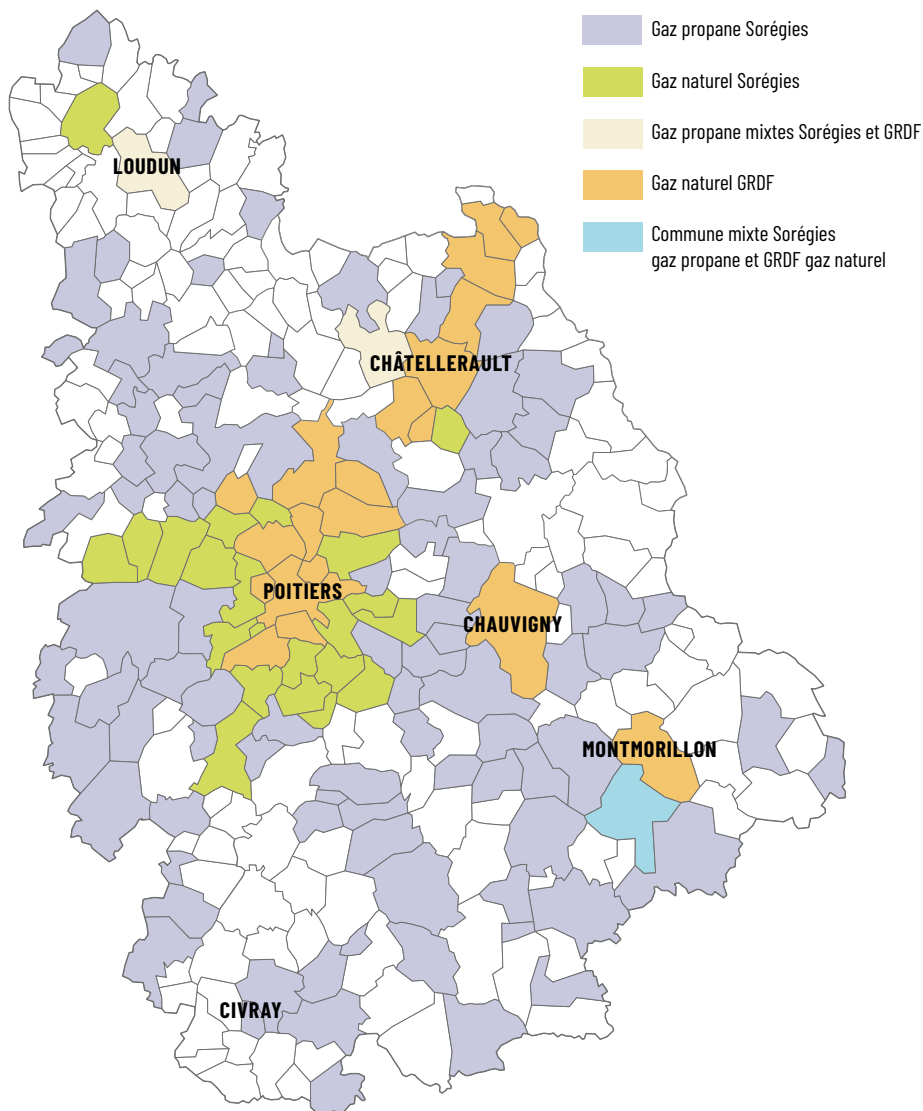 Gaz propane Sorégies
Gaz naturel Sorégies
Gaz propane mixtes Sorégies et GRDF
Gaz naturel GRDF
Commune mixte Sorégies
gaz propane et GRDF gaz naturel
LOUDUN
CHÂTELLERAULT
POITIERS
CHAUVIGNY
MONTMORILLON
CIVRAY